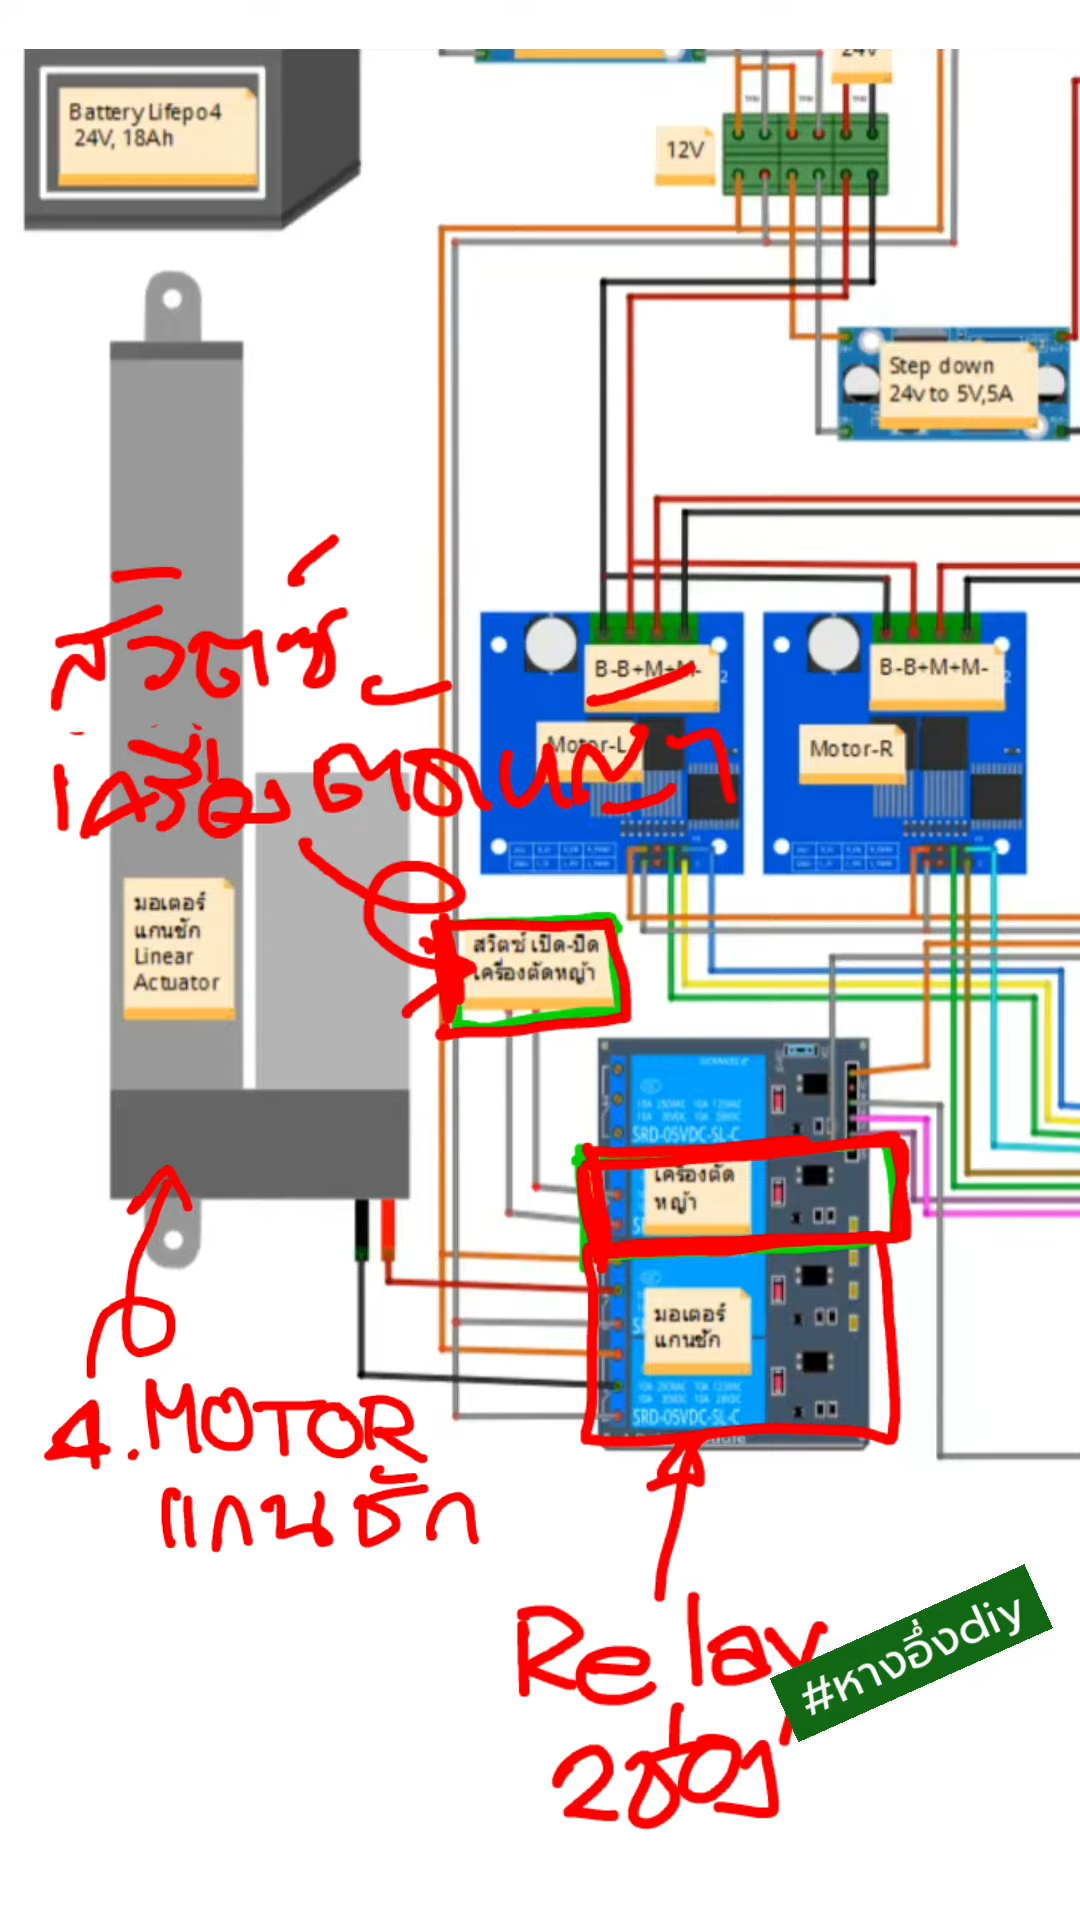 24V
Battery Lifepo4
24V, 18Ah
12V
Step down
24v to 5V,5A
สวิตซ์
เครื่องตัดหญ้า
B-B+M+M-
B-B+M+M-
Motor-L
Motor-R
มอเตอร์
แกนชัก
Linear
Actuator
สวิตซ์ เปิด-ปิด
เครื่องตัดหญ้า
SRD-05VDC-SL-C
เครื่องตัด
หญ้า
มอเตอร์
แกนชัก
SRD-05VDC-SL-C
4. MOTOR
แกนชัก
Relay
2ช่อง
#หางอึ่งdiy